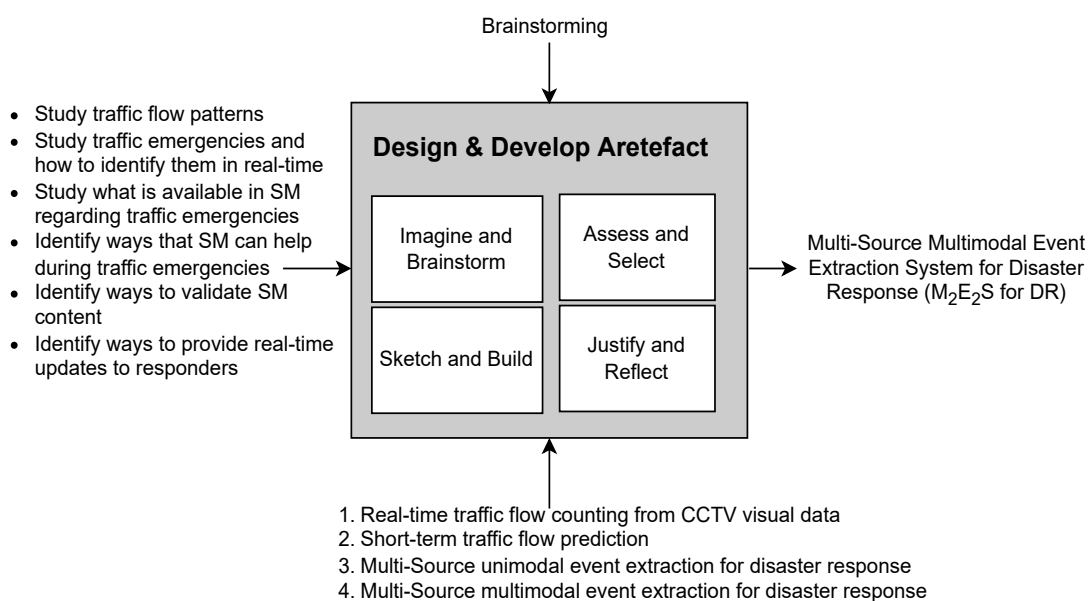 Brainstorming
• Study traffic flow patterns
• Study traffic emergencies and
how to identify them in real-time
• Study what is available in SM
regarding traffic emergencies
• Identify ways that SM can help
during traffic emergencies
• Identify ways to validate SM
content
• Identify ways to provide real-time
updates to responders
Design & Develop Aretefact
Imagine and
Brainstorm
Assess and
Select
Sketch and Build
Justify and
Reflect
Multi-Source Multimodal Event
Extraction System for Disaster
Response (M2E2S for DR)
1. Real-time traffic flow counting from CCTV visual data
2. Short-term traffic flow prediction
3. Multi-Source unimodal event extraction for disaster response
4. Multi-Source multimodal event extraction for disaster response